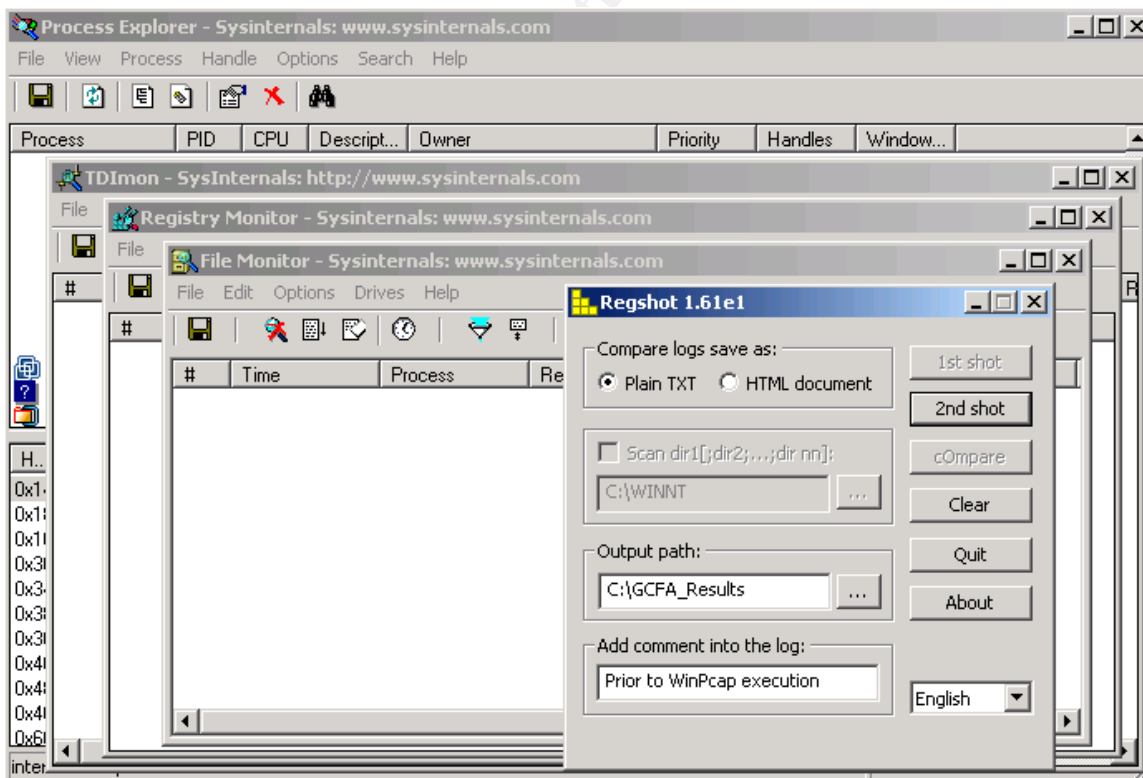 Process Explorer - Sysinternals: www.sysinternals.com
File View Process Handle Options Search Help
Process PID CPU Descript... Owner Priority Handles Window...
TDImon - SysInternals: http://www.sysinternals.com
File
Registry Monitor - Sysinternals: www.sysinternals.com
File
File Monitor - Sysinternals: www.sysinternals.com
File Edit Options Drives Help
#
#
# Time Process Re
R
Regshot 1.61e1
Compare logs save as:
Plain TXT HTML document
1st shot
2nd shot
Scan dir1[;dir2;...;dir nn]:
C:\WINNT
...
cOmpare
Clear
Output path:
C:\GCFA_Results
...
Quit
About
Add comment into the log:
Prior to WinPcap execution
English
H..
inter